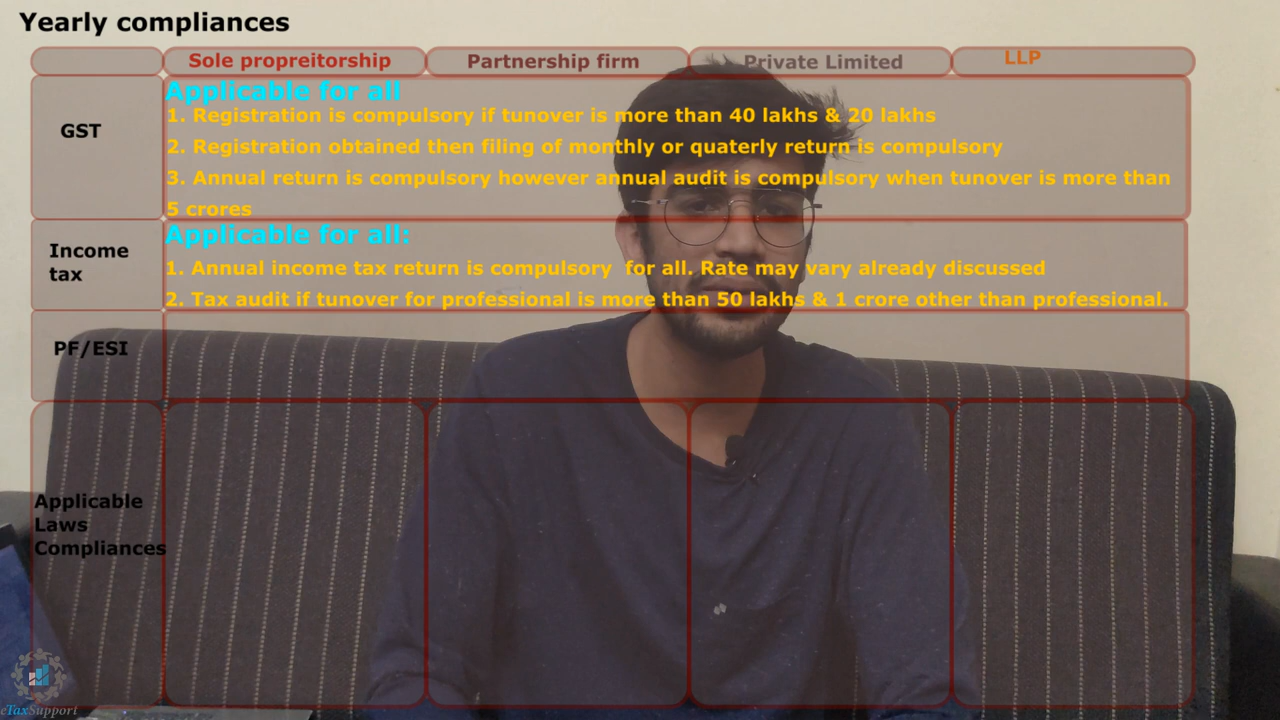 Yearly compliances
Sole propreitorship
Partnership firm
Private Limited
LLP
GST
Applicable for all
1. Registration is compulsory if tunover is more than 40 lakhs & 20 lakhs
2. Registration obtained then filing of monthly or quaterly return is compulsory
3. Annual return is compulsory however annual audit is compulsory when tunover is more than
5 crores
Income
tax
Applicable for all:
1. Annual income tax return is compulsory for all. Rate may vary already discussed
2. Tax audit if tunover for professional is more than 50 lakhs & 1 crore other than professional.
PF/ESI
Applicable
Laws
Compliances
eTaxSupport